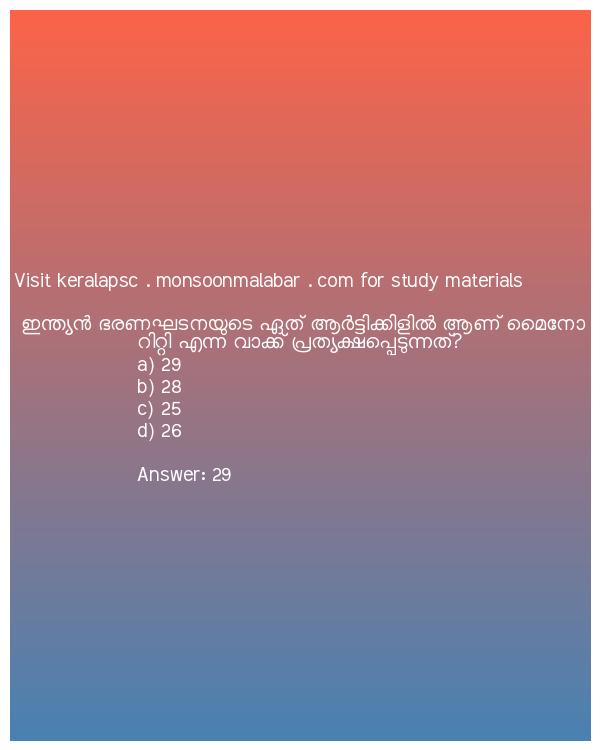 Visit keralapsc . monsoonmalabar . com for study materials
ഇന്ത്യൻ ഭരണഘടനയുടെ ഏത് ആർട്ടിക്കിളിൽ ആണ് മൈനോ
റിറ്റി എന്ന വാക്ക് പ്രത്യക്ഷപ്പെടുന്നത്?
a) 29
b) 28
c) 25
d) 26
Answer: 29